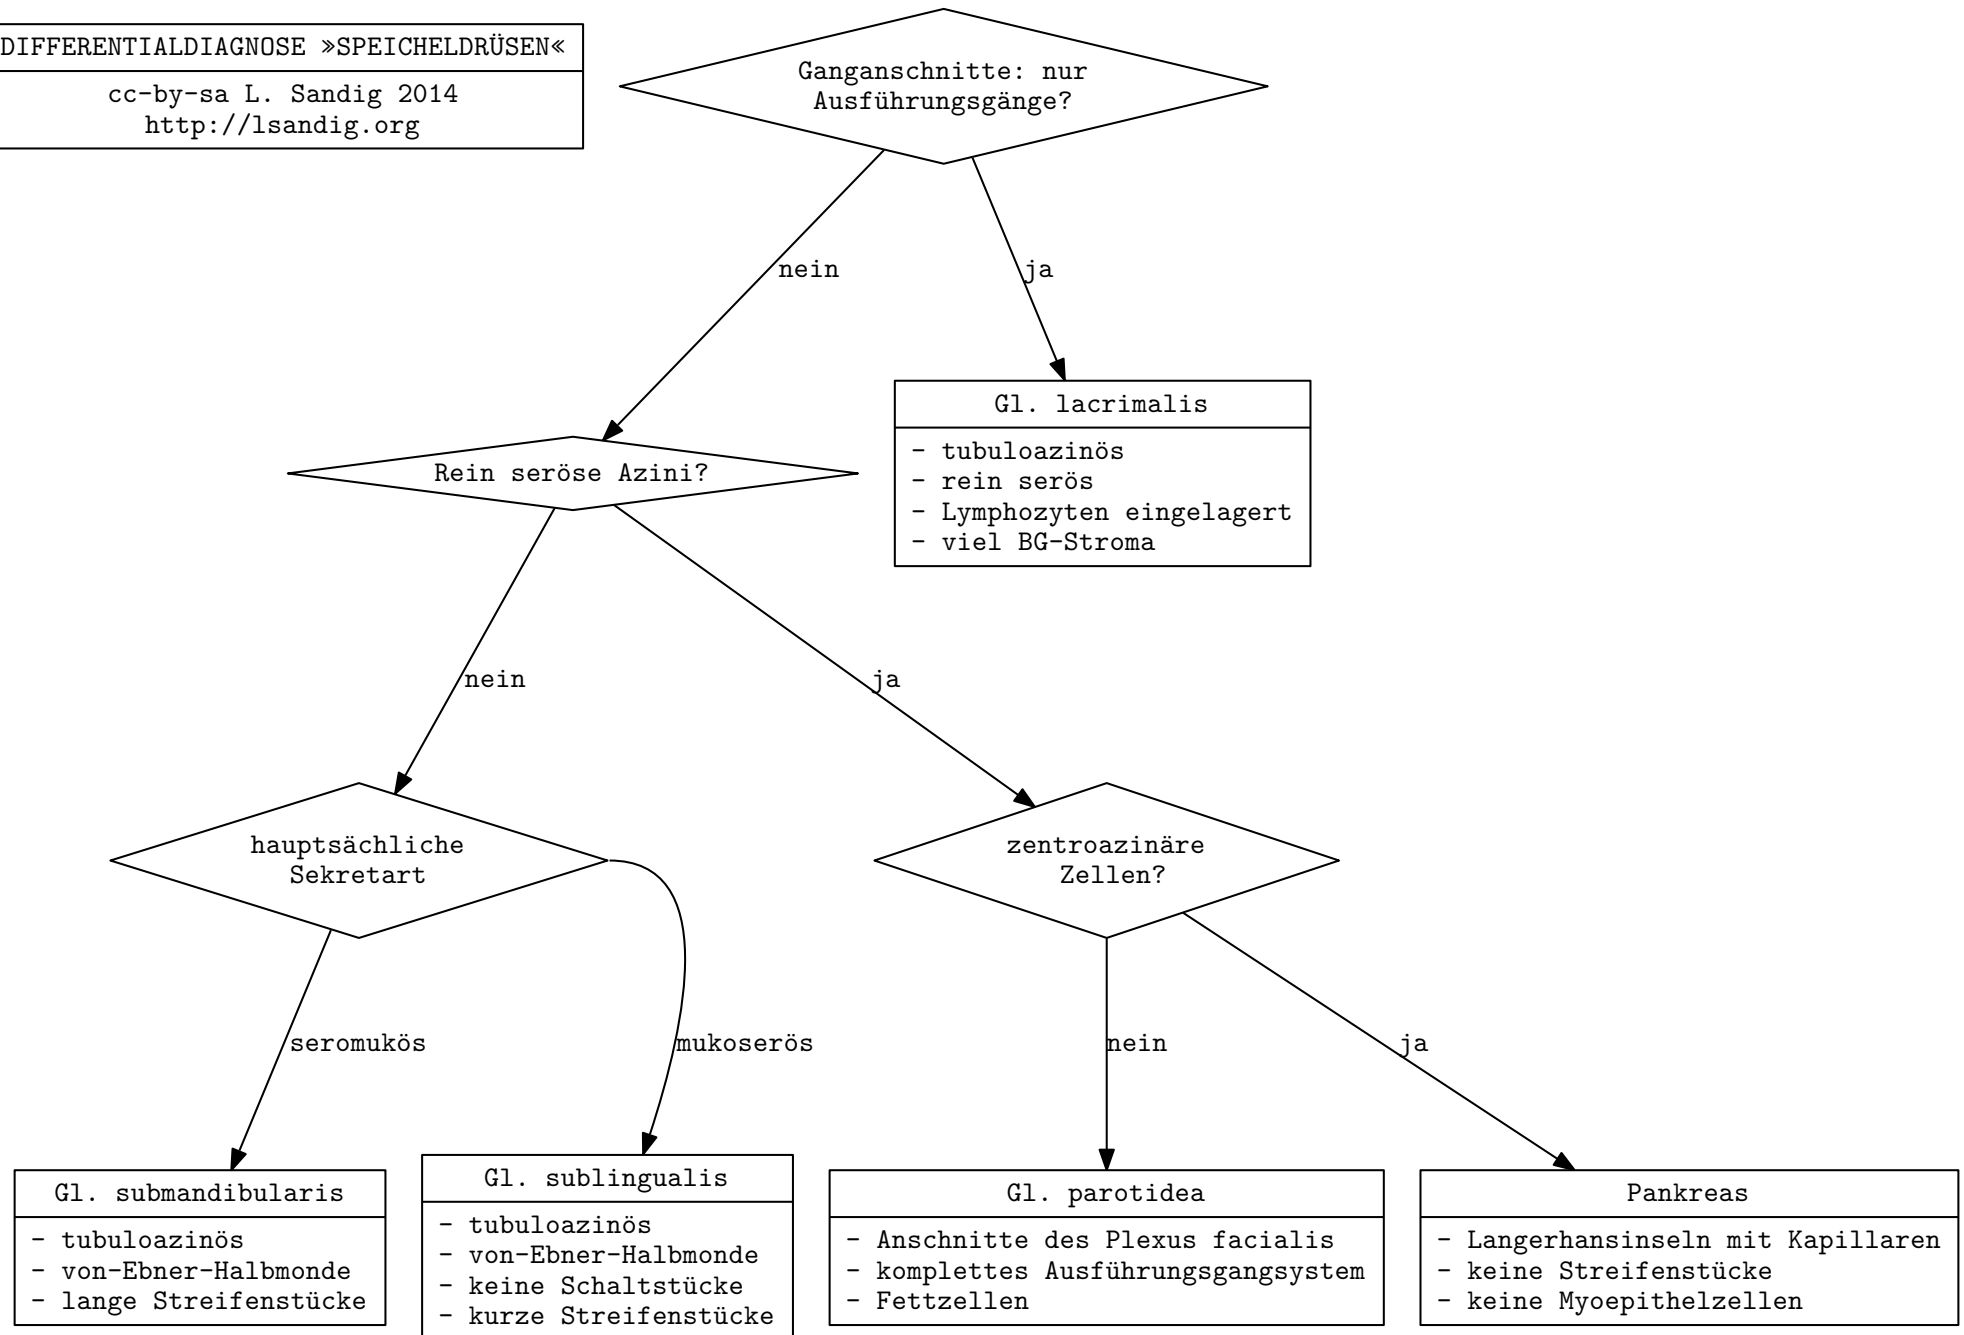 DIFFERENTIALDIAGNOSE »SPEICHELDRÜSEN«
cc-by-sa L. Sandig 2014
http://lsandig.org
Ganganschnitte: nur
Ausführungsgänge?
nein
ja
Gl. lacrimalis
- tubuloazinös
- rein serös
- Lymphozyten eingelagert
- viel BG-Stroma
Rein seröse Azini?
nein
ja
hauptsächliche
Sekretart
zentroazinäre
Zellen?
seromukös
mukoserös
nein
ja
Gl. submandibularis
- tubuloazinös
- von-Ebner-Halbmonde
- lange Streifenstücke
Gl. sublingualis
- tubuloazinös
- von-Ebner-Halbmonde
- keine Schaltstücke
- kurze Streifenstücke
Gl. parotidea
- Anschnitte des Plexus facialis
- komplettes Ausführungsgangsystem
- Fettzellen
Pankreas
- Langerhansinseln mit Kapillaren
- keine Streifenstücke
- keine Myoepithelzellen